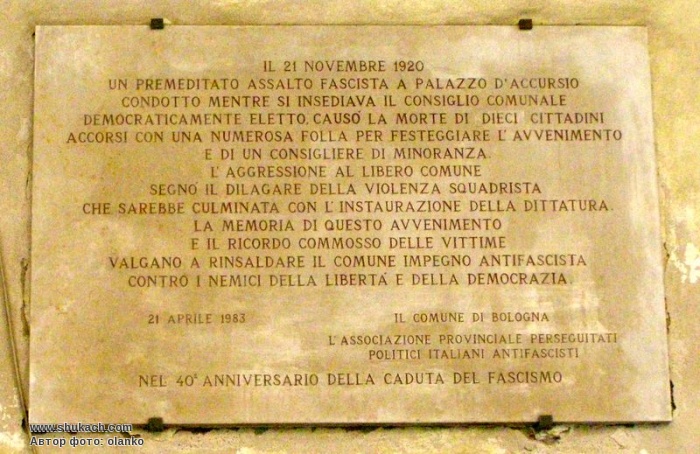 IL 21 NOVEMBRE 1920
UN PREMEDITATO ASSALTO FASCISTA A PALAZZO D'ACCURSIO
CONDOTTO MENTRE SI INSEDIAVA IL CONSIGLIO COMUNALE
DEMOCRATICAMENTE ELETTO, CAUSO' LA MORTE DI DIECI CITTADINI
ACCORSI CON UNA NUMEROSA FOLLA PER FESTEGGIARE L'AVVENIMENTO
E DI UN CONSIGLIERE DI MINORANZA.
L'AGGRESSIONE AL LIBERO COMUNE
SEGNO' IL DILAGARE DELLA VIOLENZA SQUADRISTA
CHE SAREBBE CULMINATA CON L'INSTAURAZIONE DELLA DITTATURA.
LA MEMORIA DI QUESTO AVVENIMENTO
E IL RICORDO COMMOSSO DELLE VITTIME
VALGANO A RINSALDARE IL COMUNE IMPEGNO ANTIFASCISTA
CONTRO I NEMICI DELLA LIBERTA' E DELLA DEMOCRAZIA.
21 APRILE 1983
IL COMUNE DI BOLOGNA
L'ASSOCIAZIONE PROVINCIALE PERSEGUITATI
POLITICI ITALIANI ANTIFASCISTI
NEL 40° ANNIVERSARIO DELLA CADUTA DEL FASCISMO
www.shukach.com
Автор фото: olanko